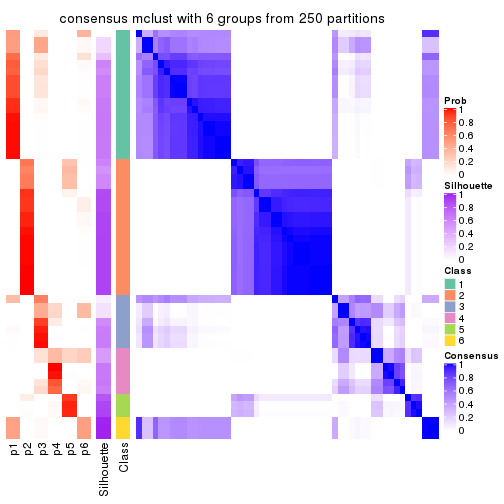 consensus mclust with 6 groups from 250 partitions
Prob
1
0.8
0.6
0.4
0.2
0
Silhouette
1
0.8
0.6
0.4
0.2
0
Class
1
2
3
4
5
6
Consensus
1
0.8
0.6
0.4
0.2
0
p1
p2
p3
p4
p5
p6
Silhouette
Class